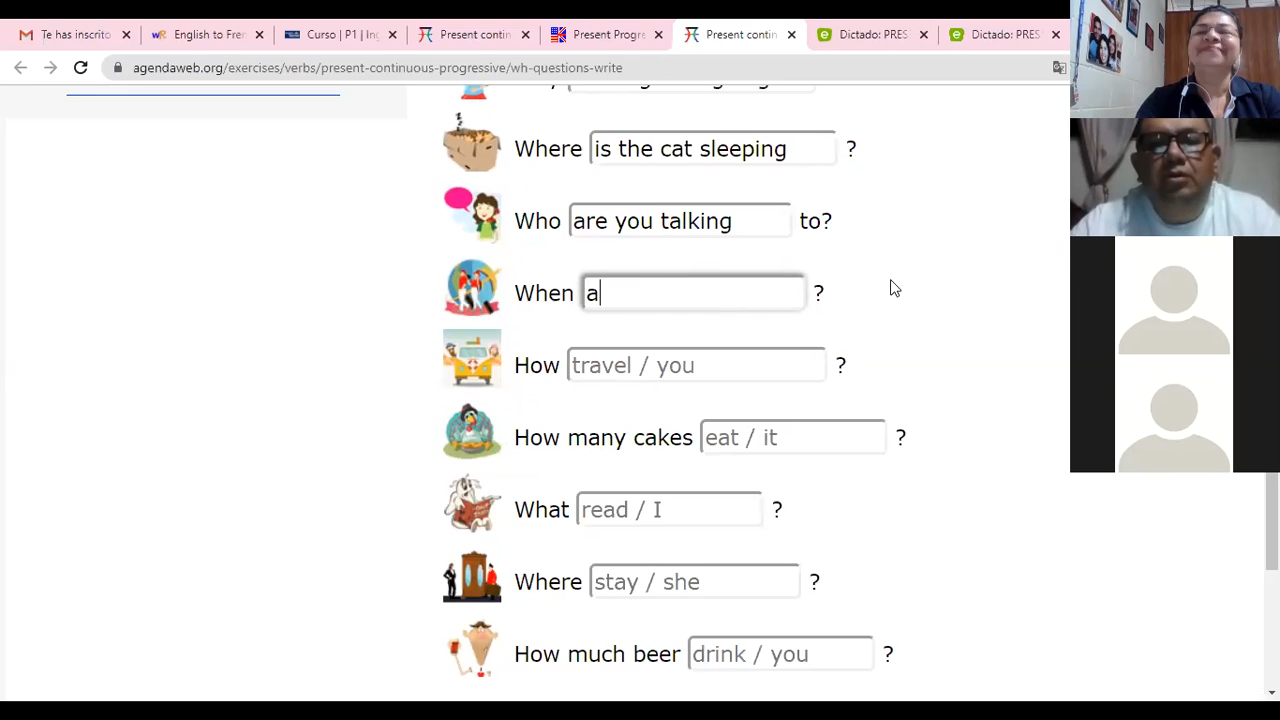 Te has inscrito
English to Fren
Curso | P1 | Ing
Present contin
Present Progre
Present contin
Dictado: PRES
Dictado: PRES
agendaweb.org/exercises/verbs/present-continuous-progressive/wh-questions-write
Where is the cat sleeping ?
Who are you talking to?
When a ?
How travel / you ?
How many cakes eat / it ?
What read / I ?
Where stay / she ?
How much beer drink / you ?